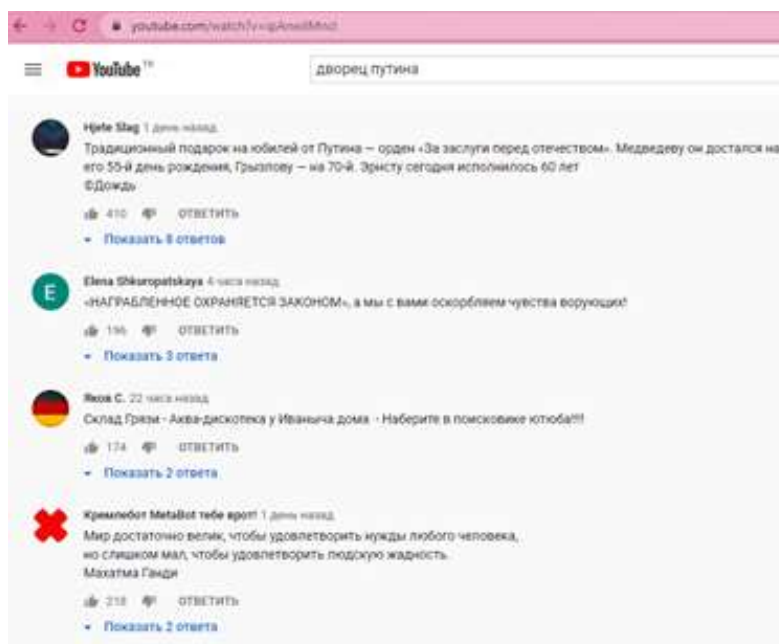 YouTube
дворец путина
Hjete Slag 1 день назад
Традиционный подарок на юбилей от Путина — орден «За заслуги перед отечеством». Медведеву он достался на
его 55-й день рождения, Грызлову — на 70-й. Эрнсту сегодня исполнилось 60 лет
©Дождь
410 ОТВЕТИТЬ
Показать 8 ответов
E
Elena Shkuropatskaya 4 часа назад
«НАГРАБЛЕННОЕ ОХРАНЯЕТСЯ ЗАКОНОМ», а мы с вами оскорбляем чувства ворующих!
196 ОТВЕТИТЬ
Показать 3 ответа
Яков С. 22 часа назад
Склад Грязи - Аква-дискотека у Иваныча дома - Наберите в поисковике ютюба!!!!
174 ОТВЕТИТЬ
Показать 2 ответа
Кремлебот MetaBot тебе врот! 1 день назад
Мир достаточно велик, чтобы удовлетворить нужды любого человека,
но слишком мал, чтобы удовлетворить людскую жадность.
Махатма Ганди
218 ОТВЕТИТЬ
Показать 2 ответа